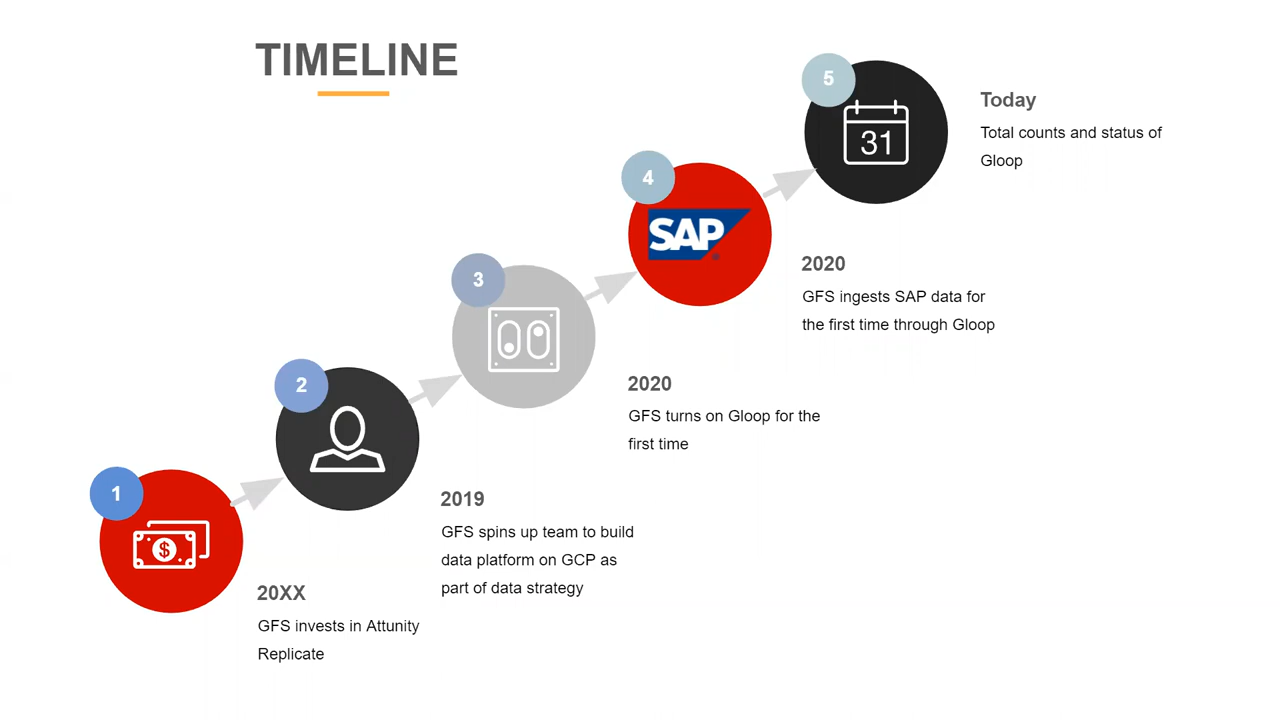 TIMELINE
1
20XX
GFS invests in Attunity
Replicate
2
2019
GFS spins up team to build
data platform on GCP as
part of data strategy
3
2020
GFS turns on Gloop for the
first time
4
SAP
2020
GFS ingests SAP data for
the first time through Gloop
5
31
Today
Total counts and status of
Gloop
$